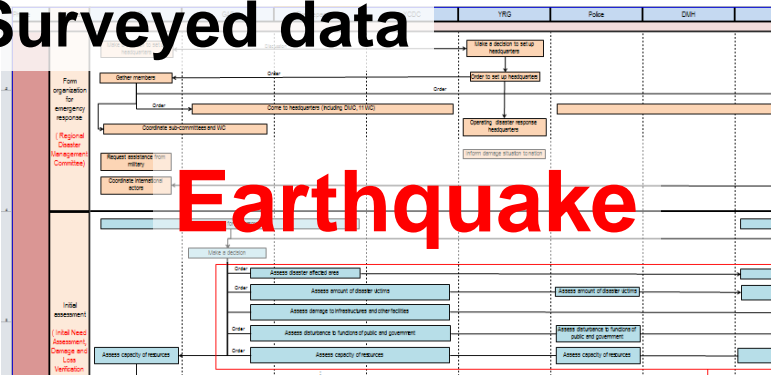 Surveyed data
YRG
Police
DMH
Make a decision to set up
headquarters
Gather members
Order
Order to set up headquarters
Order
Form
organization
for
emergency
response
( Regional
Disaster
Management
Committee)
Order
Come to headquarters (including DMC, 11 WC)
Coordinate sub-committees and WC
Operating disaster response
headquarters
Request assistance from
military
Inform damage situation to nation
Coordinate international
actors
Earthquake
Make a decision
Order
Assess disaster affected area
Order
Assess amount of disaster victims
Assess amount of disaster victims
Initial
assessment
( Initail Need
Assessment,
Damage and
Loss
Verification
Assess damage to infrastructures and other facilities
Order
Assess disturbance to functions of public and government
Assess disturbance to functions of
public and government
Order
Assess capacity of resources
Assess capacity of resources
Assess capacity of resources